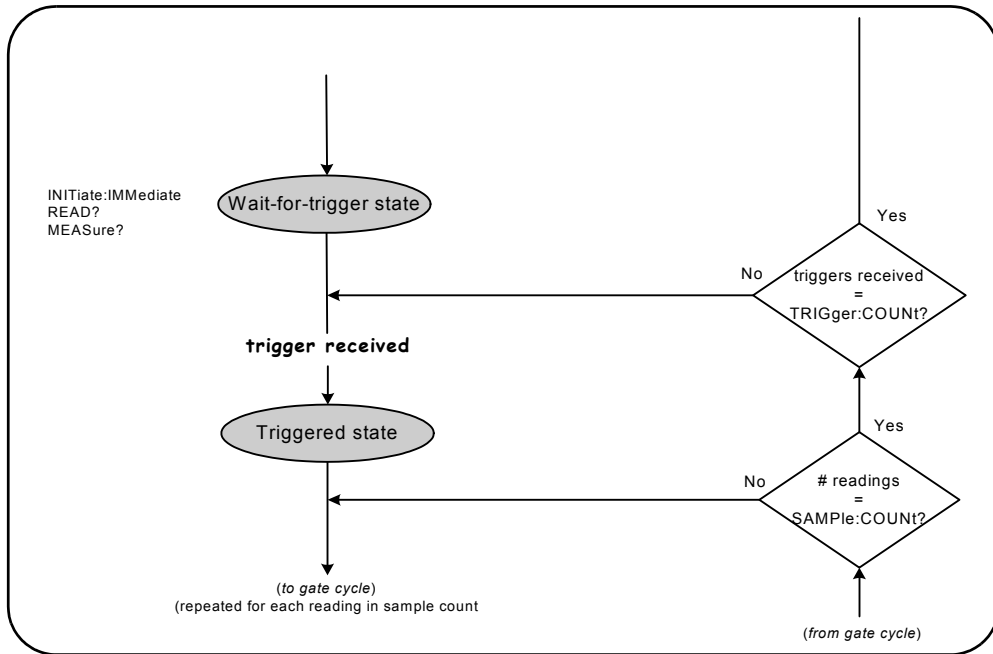 INITiate:IMMediate
READ?
MEASure?
Wait-for-trigger state
Yes
No
triggers received
=
TRIGger:COUNt?
trigger received
Triggered state
Yes
No
# readings
=
SAMPle:COUNt?
(to gate cycle)
(repeated for each reading in sample count
(from gate cycle)